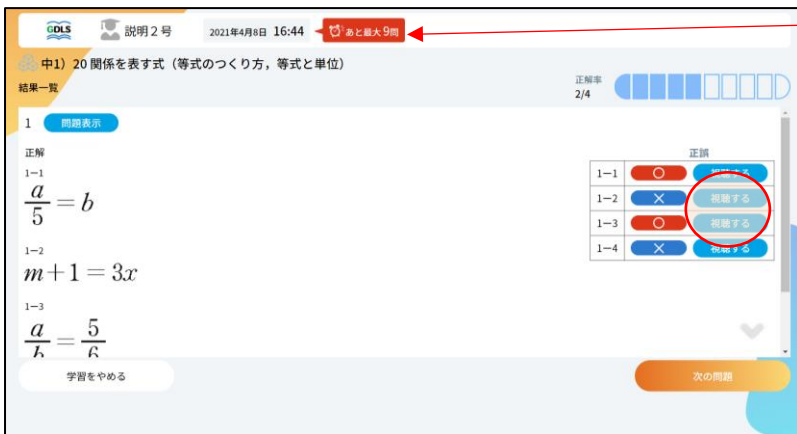 GDLS 説明2号 2021年4月8日 16:44 あと最大9問
中1）20 関係を表す式（等式のつくり方，等式と単位）
結果一覧
正解率
2/4
1 問題表示
正解
正誤
1－1
a/5 = b
1－1 ○ 視聴する
1－2 × 視聴する
1－3 ○ 視聴する
1－4 × 視聴する
1－2
m+1 = 3x
1－3
a/b = 5/6
学習をやめる
次の問題